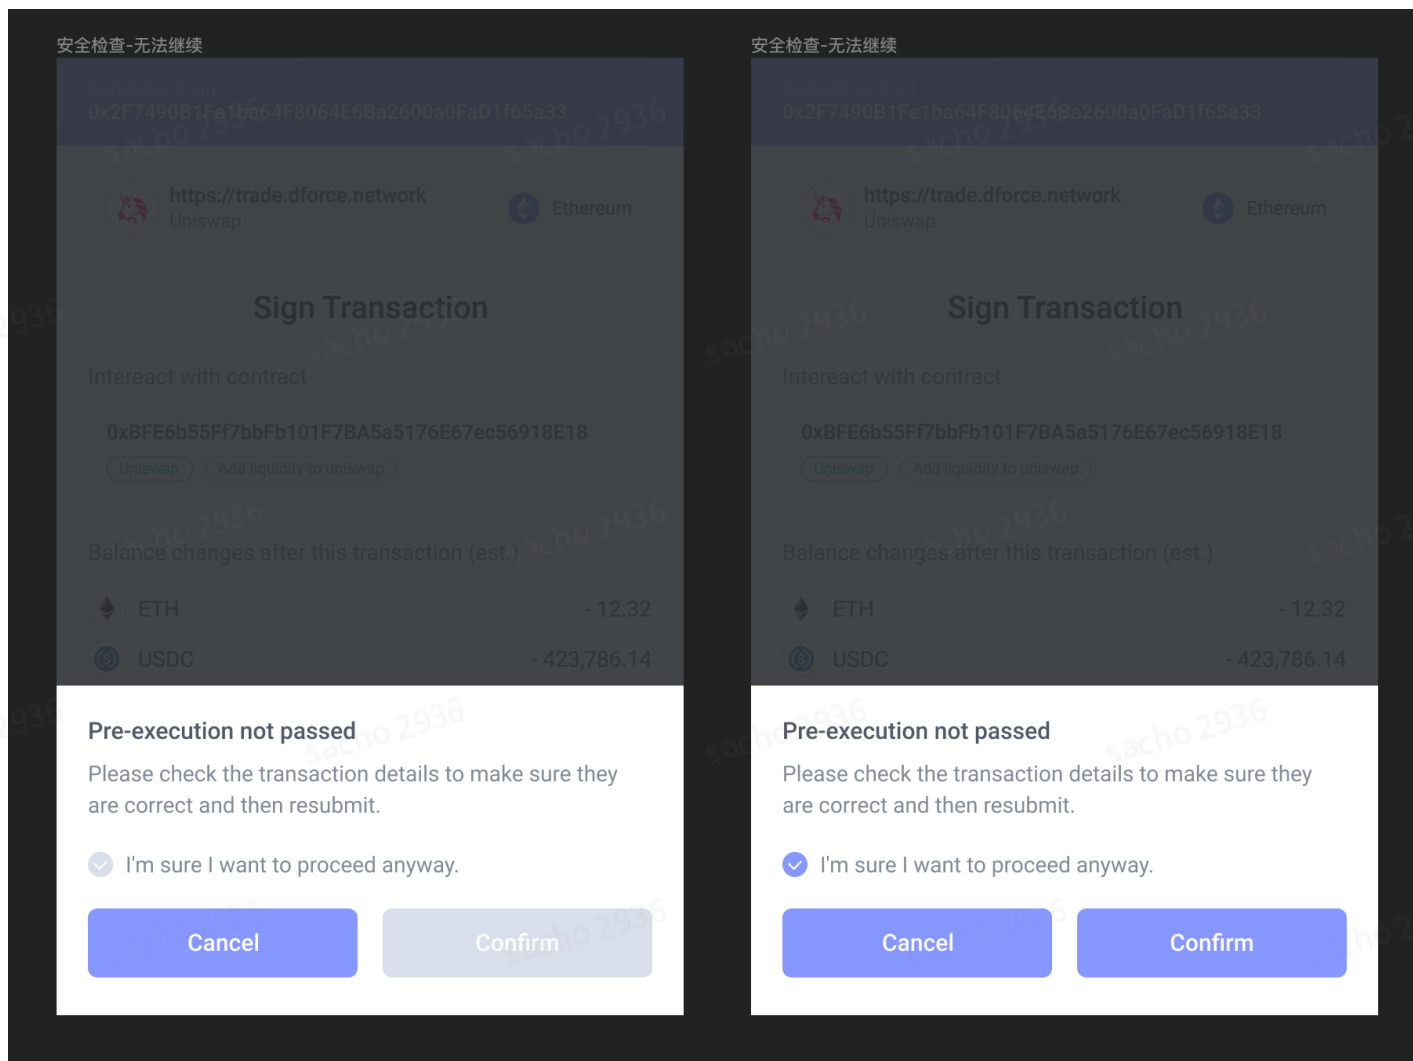 安全检查-无法继续
Current account
0x2F7490B1Fe1ba64F8064E6Ba2600a0FaD1f65a33
https://trade.dforce.network
Uniswap
Ethereum
Sign Transaction
Intereact with contract
0xBFE6b55Ff7bbFb101F7BA5a5176E67ec56918E18
Uniswap
Add liquidity to uniswap
Balance changes after this transaction (est.)
ETH
- 12.32
USDC
- 423,786.14
Pre-execution not passed
Please check the transaction details to make sure they
are correct and then resubmit.
I'm sure I want to proceed anyway.
Cancel
Confirm
安全检查-无法继续
Current account
0x2F7490B1Fe1ba64F8064E6Ba2600a0FaD1f65a33
https://trade.dforce.network
Uniswap
Ethereum
Sign Transaction
Intereact with contract
0xBFE6b55Ff7bbFb101F7BA5a5176E67ec56918E18
Uniswap
Add liquidity to uniswap
Balance changes after this transaction (est.)
ETH
- 12.32
USDC
- 423,786.14
Pre-execution not passed
Please check the transaction details to make sure they
are correct and then resubmit.
I'm sure I want to proceed anyway.
Cancel
Confirm
sacho 2936